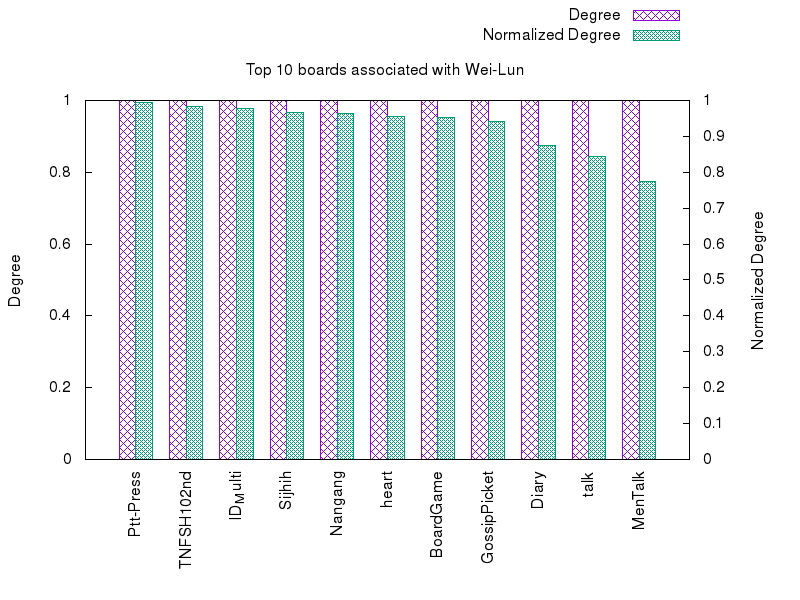 Degree
Normalized Degree
Top 10 boards associated with Wei-Lun
1
0.8
0.6
0.4
0.2
0
Degree
1
0.9
0.8
0.7
0.6
0.5
0.4
0.3
0.2
0.1
0
Normalized Degree
Ptt-Press
TNFSH102nd
IDMulti
Sijhih
Nangang
heart
BoardGame
GossipPicket
Diary
talk
MenTalk